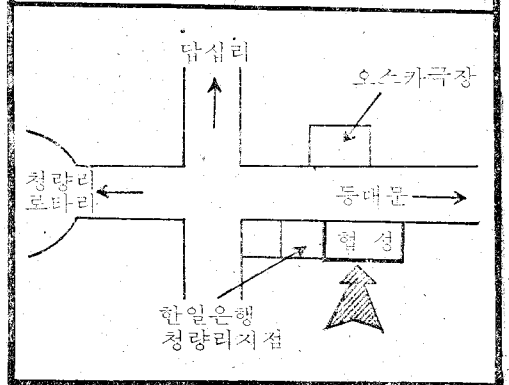 답십리
오스카극장
청량리
로타리
동대문
협성
한일은행
청량리지점